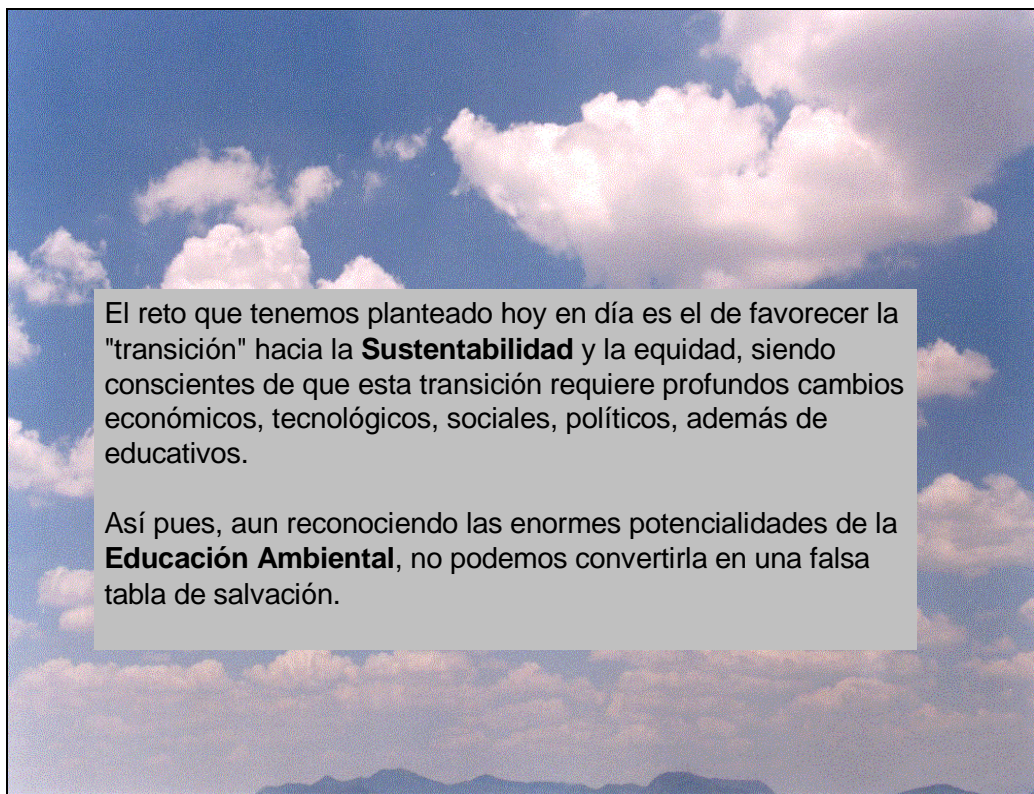 El reto que tenemos planteado hoy en día es el de favorecer la
"transición" hacia la Sustentabilidad y la equidad, siendo
conscientes de que esta transición requiere profundos cambios
económicos, tecnológicos, sociales, políticos, además de
educativos.
Así pues, aun reconociendo las enormes potencialidades de la
Educación Ambiental, no podemos convertirla en una falsa
tabla de salvación.